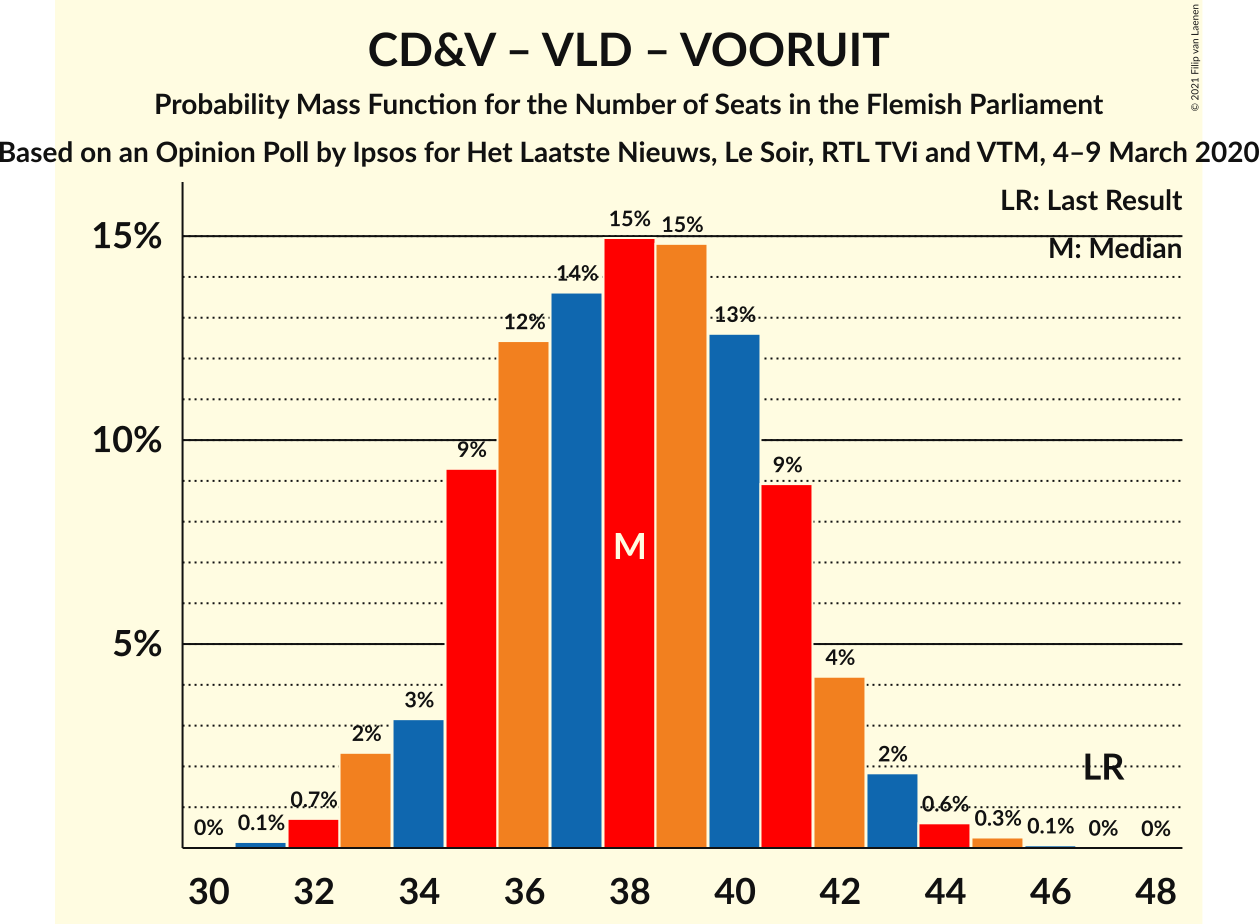 CD&V – VLD – VOORUIT
Probability Mass Function for the Number of Seats in the Flemish Parliament
Based on an Opinion Poll by Ipsos for Het Laatste Nieuws, Le Soir, RTL TVi and VTM, 4–9 March 2020
© 2021 Filip van Laenen
LR: Last Result
M: Median
15%
10%
5%
0%
0.1%
0.7%
2%
3%
9%
12%
14%
15%
15%
13%
9%
4%
2%
0.6%
0.3%
0.1%
0%
0%
M
LR
30 32 34 36 38 40 42 44 46 48